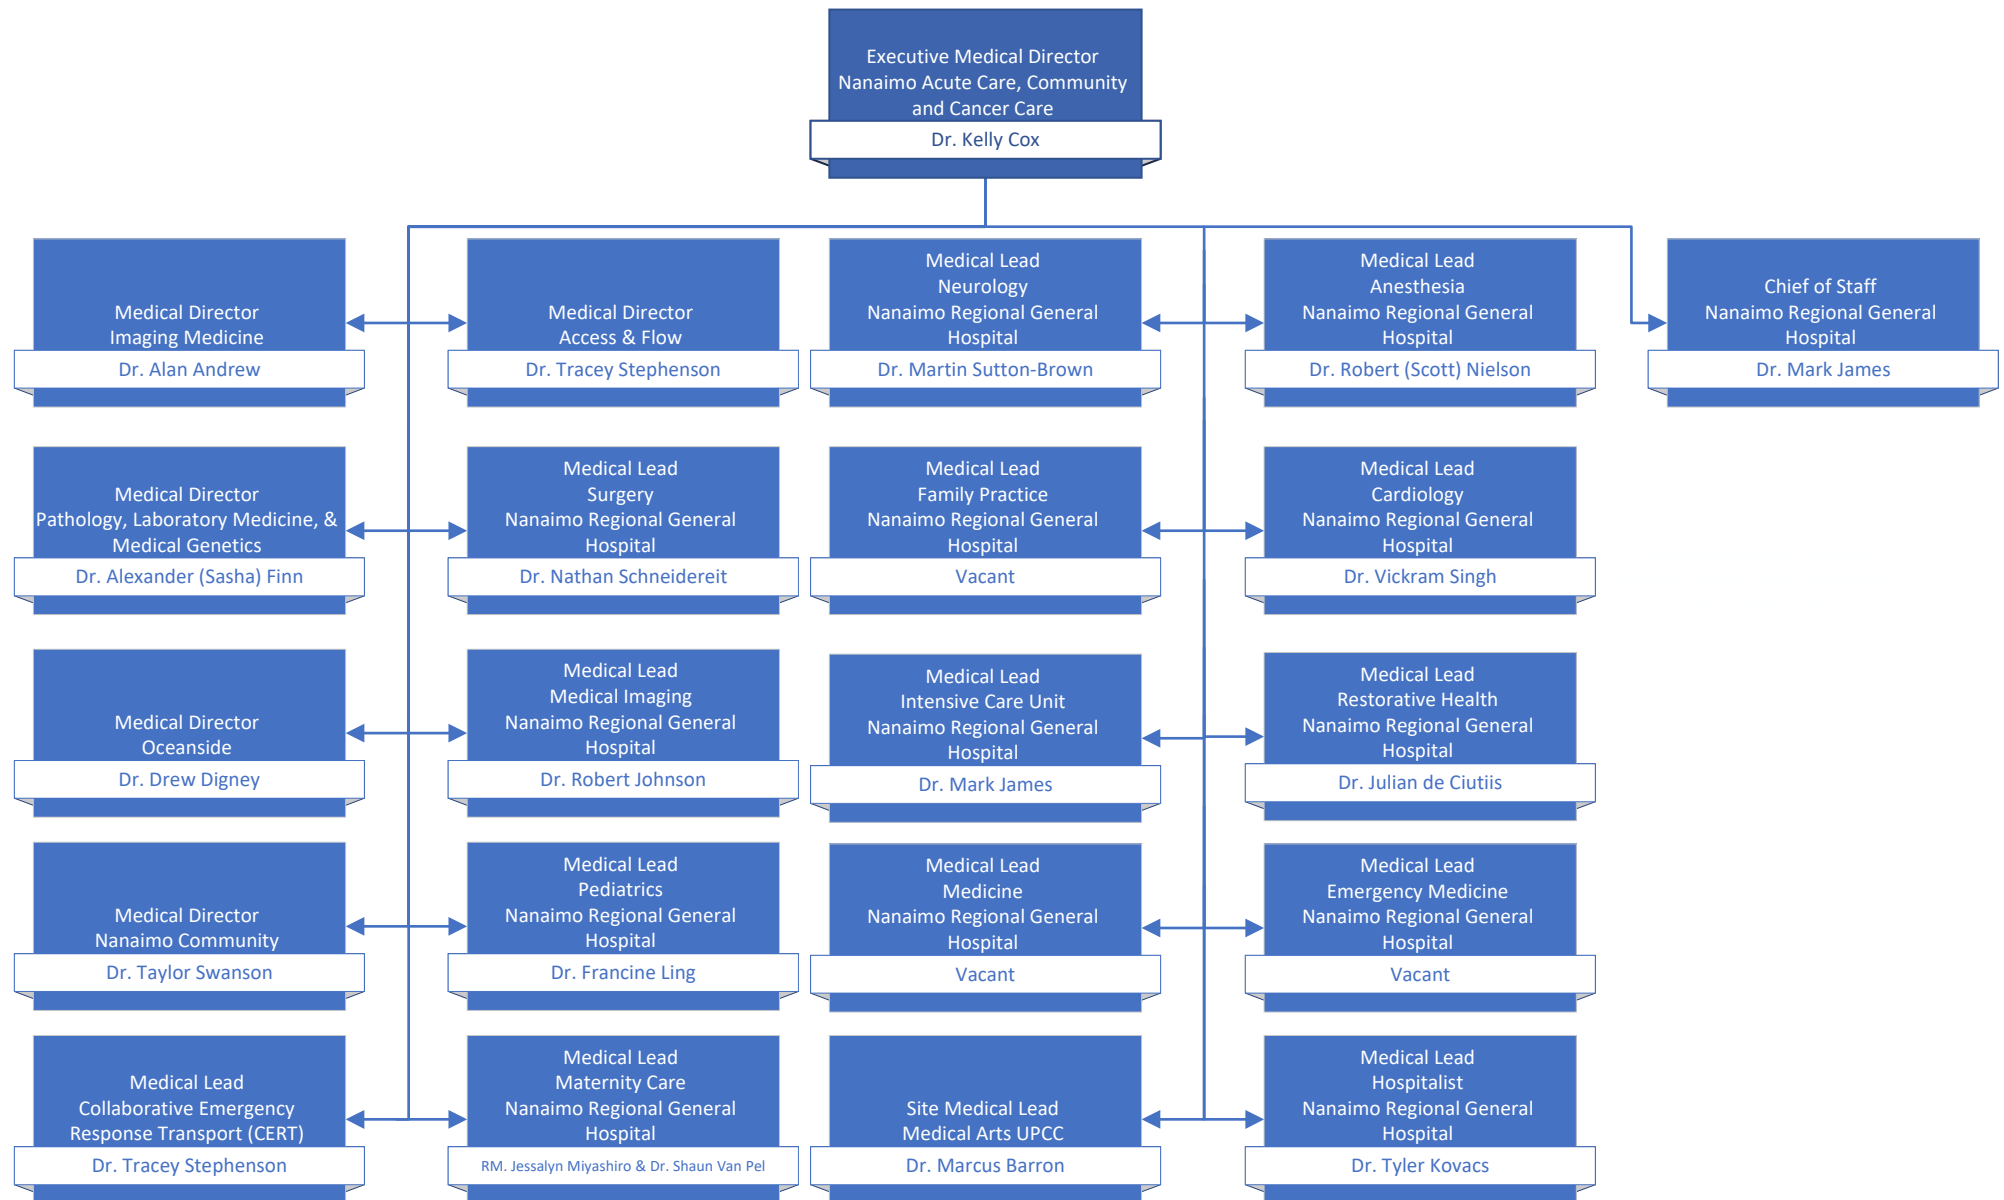 Executive Medical Director
Nanaimo Acute Care, Community
and Cancer Care
Dr. Kelly Cox
Medical Director
Imaging Medicine
Dr. Alan Andrew
Medical Director
Access & Flow
Dr. Tracey Stephenson
Medical Lead
Neurology
Nanaimo Regional General
Hospital
Dr. Martin Sutton-Brown
Medical Lead
Anesthesia
Nanaimo Regional General
Hospital
Dr. Robert (Scott) Nielson
Chief of Staff
Nanaimo Regional General
Hospital
Dr. Mark James
Medical Director
Pathology, Laboratory Medicine, &
Medical Genetics
Dr. Alexander (Sasha) Finn
Medical Lead
Surgery
Nanaimo Regional General
Hospital
Dr. Nathan Schneidereit
Medical Lead
Family Practice
Nanaimo Regional General
Hospital
Vacant
Medical Lead
Cardiology
Nanaimo Regional General
Hospital
Dr. Vickram Singh
Medical Director
Oceanside
Dr. Drew Digney
Medical Lead
Medical Imaging
Nanaimo Regional General
Hospital
Dr. Robert Johnson
Medical Lead
Intensive Care Unit
Nanaimo Regional General
Hospital
Dr. Mark James
Medical Lead
Restorative Health
Nanaimo Regional General
Hospital
Dr. Julian de Ciutiis
Medical Director
Nanaimo Community
Dr. Taylor Swanson
Medical Lead
Pediatrics
Nanaimo Regional General
Hospital
Dr. Francine Ling
Medical Lead
Medicine
Nanaimo Regional General
Hospital
Vacant
Medical Lead
Emergency Medicine
Nanaimo Regional General
Hospital
Vacant
Medical Lead
Collaborative Emergency
Response Transport (CERT)
Dr. Tracey Stephenson
Medical Lead
Maternity Care
Nanaimo Regional General
Hospital
RM. Jessalyn Miyashiro & Dr. Shaun Van Pel
Site Medical Lead
Medical Arts UPCC
Dr. Marcus Barron
Medical Lead
Hospitalist
Nanaimo Regional General
Hospital
Dr. Tyler Kovacs